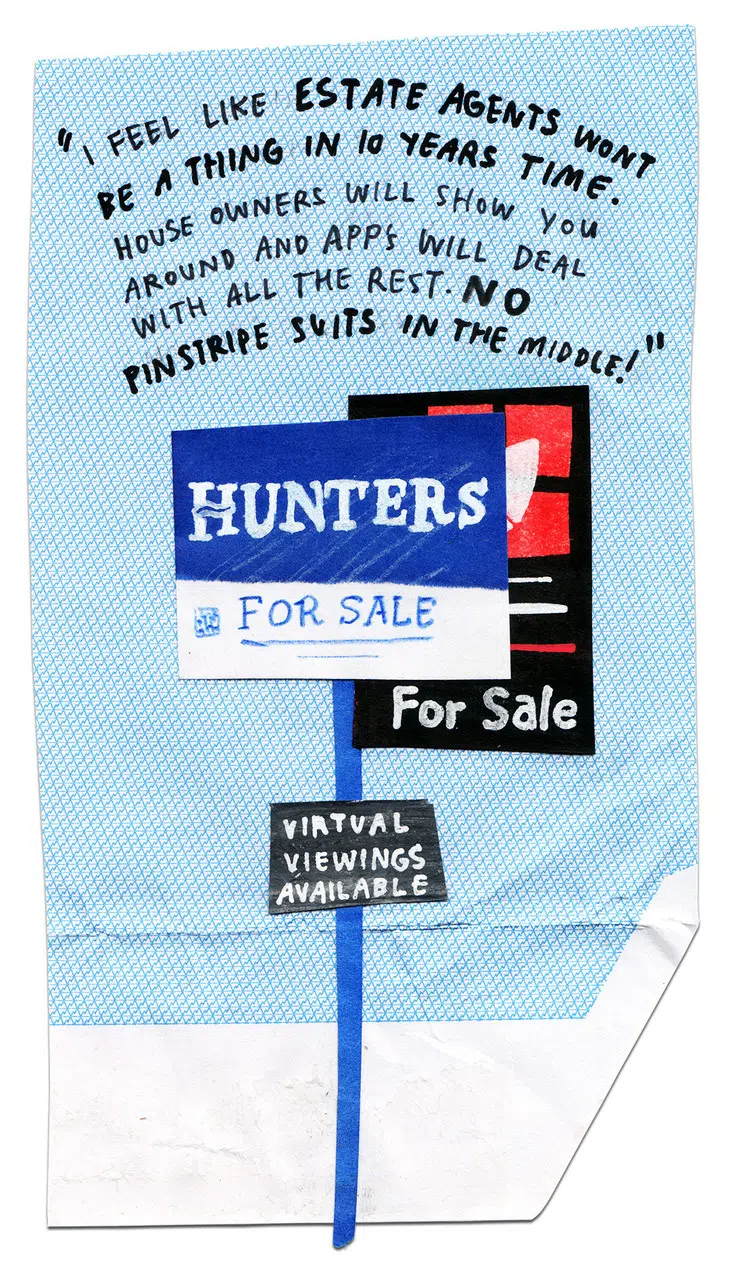 "I FEEL LIKE ESTATE AGENTS WONT
BE A THING IN 10 YEARS TIME.
HOUSE OWNERS WILL SHOW YOU
AROUND AND APP'S WILL DEAL
WITH ALL THE REST. NO
PINSTRIPE SUITS IN THE MIDDLE!"
HUNTERS
FOR SALE
For Sale
VIRTUAL
VIEWINGS
AVAILABLE